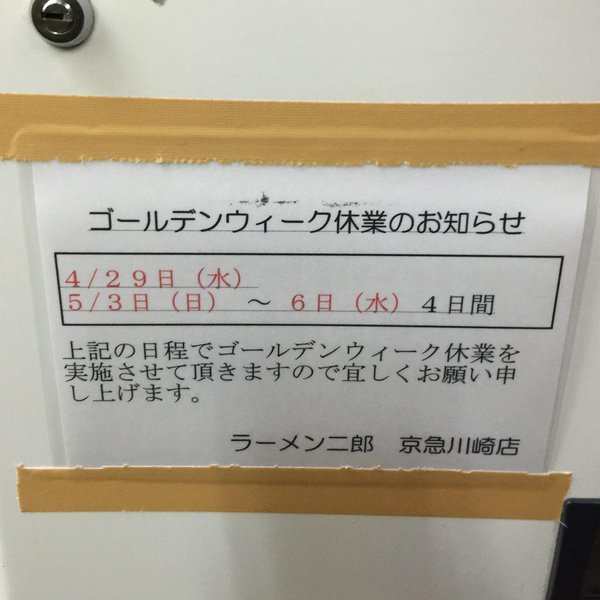 ゴールデンウィーク休業のお知らせ
4/29日(水)
5/3日(日) ~ 6日(水) 4日間
上記の日程でゴールデンウィーク休業を
実施させて頂きますので宜しくお願い申
し上げます。
ラーメン二郎 京急川崎店